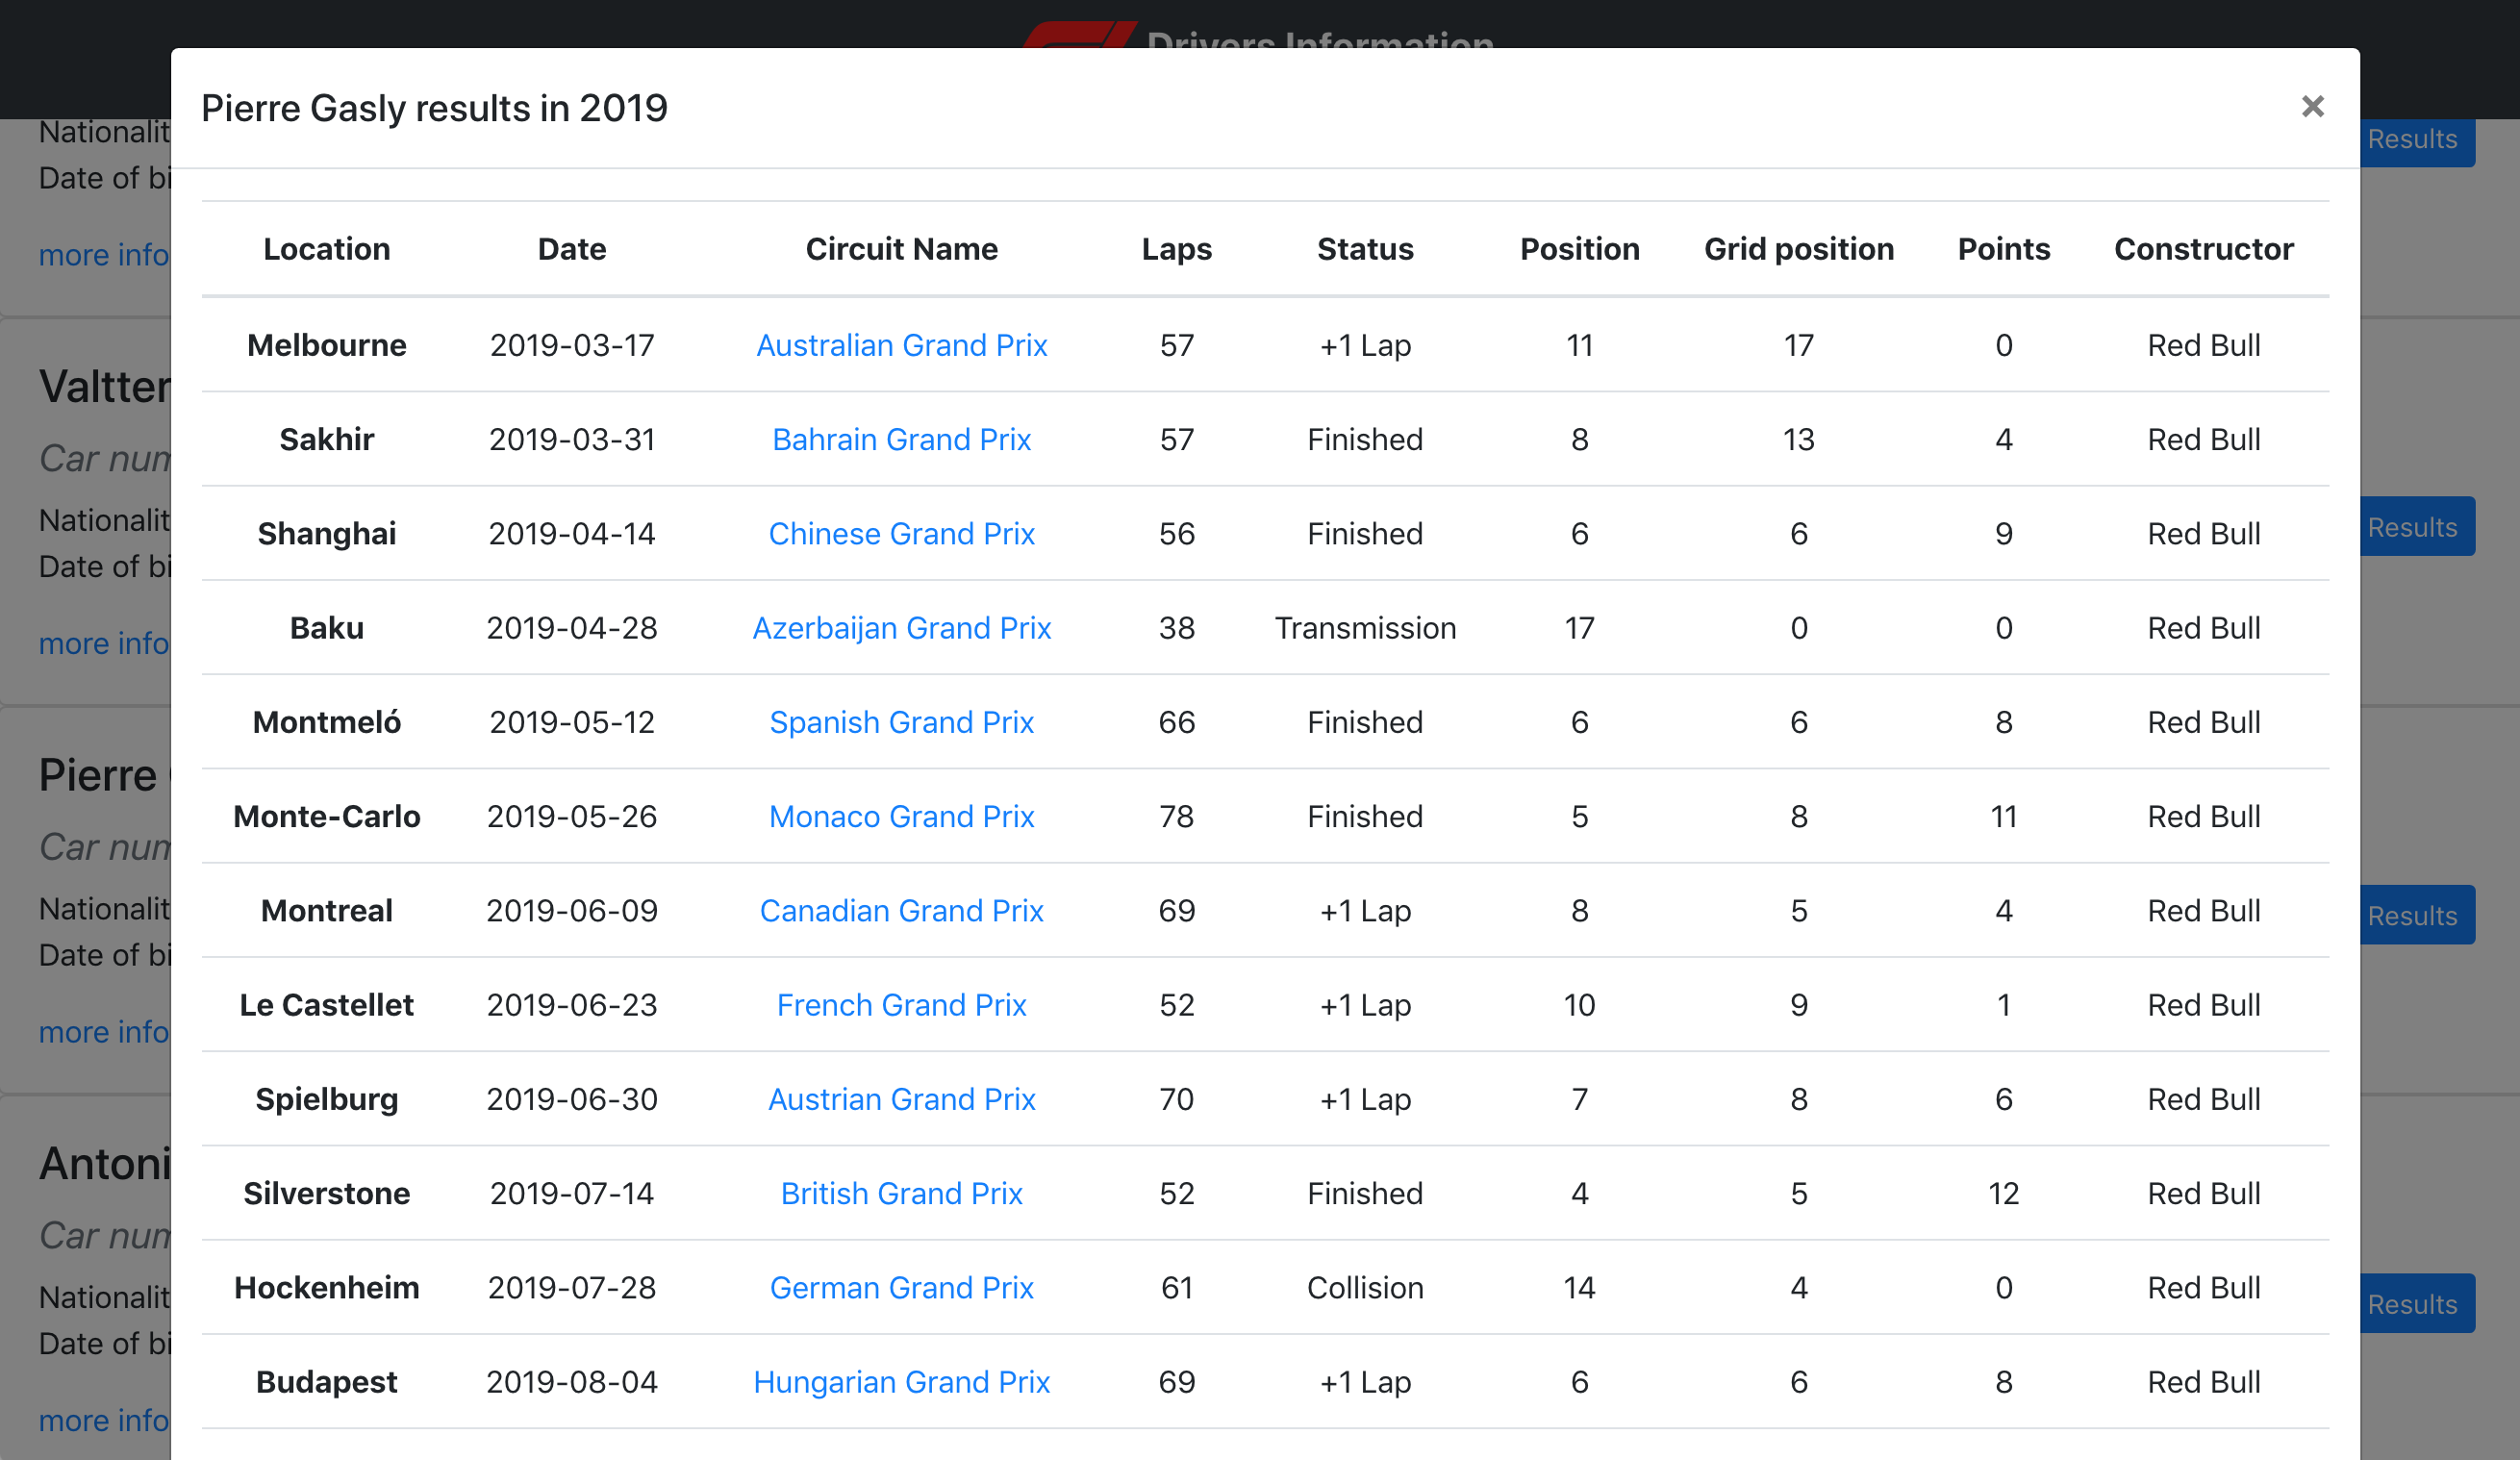 Drivers Information
Pierre Gasly results in 2019 ×
Location Date Circuit Name Laps Status Position Grid position Points Constructor
Melbourne 2019-03-17 Australian Grand Prix 57 +1 Lap 11 17 0 Red Bull
Sakhir 2019-03-31 Bahrain Grand Prix 57 Finished 8 13 4 Red Bull
Shanghai 2019-04-14 Chinese Grand Prix 56 Finished 6 6 9 Red Bull
Baku 2019-04-28 Azerbaijan Grand Prix 38 Transmission 17 0 0 Red Bull
Montmeló 2019-05-12 Spanish Grand Prix 66 Finished 6 6 8 Red Bull
Monte-Carlo 2019-05-26 Monaco Grand Prix 78 Finished 5 8 11 Red Bull
Montreal 2019-06-09 Canadian Grand Prix 69 +1 Lap 8 5 4 Red Bull
Le Castellet 2019-06-23 French Grand Prix 52 +1 Lap 10 9 1 Red Bull
Spielburg 2019-06-30 Austrian Grand Prix 70 +1 Lap 7 8 6 Red Bull
Silverstone 2019-07-14 British Grand Prix 52 Finished 4 5 12 Red Bull
Hockenheim 2019-07-28 German Grand Prix 61 Collision 14 4 0 Red Bull
Budapest 2019-08-04 Hungarian Grand Prix 69 +1 Lap 6 6 8 Red Bull
Nationalit
Date of bi
more info
Results
Valtter
Car num
Nationalit
Date of bi
more info
Results
Pierre
Car num
Nationalit
Date of bi
more info
Results
Antoni
Car num
Nationalit
Date of bi
more info
Results